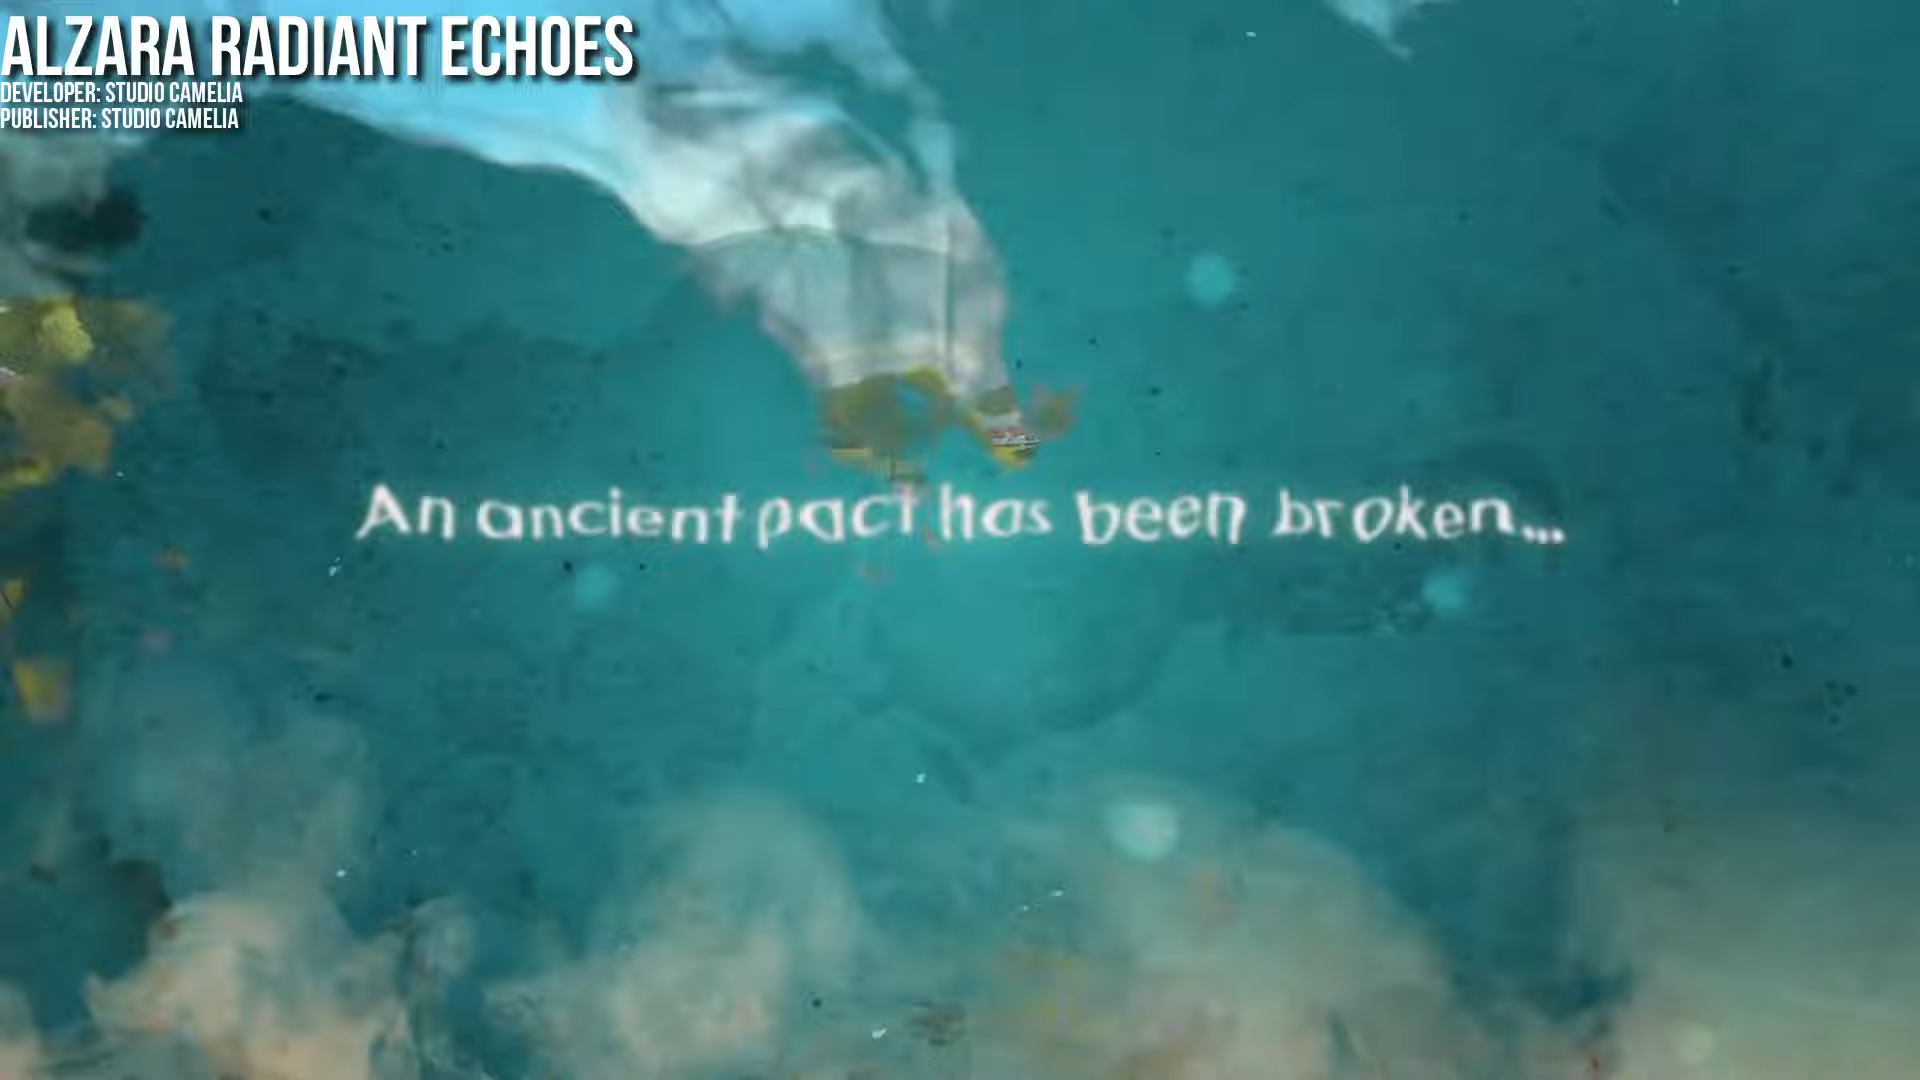 ALZARA RADIANT ECHOES
DEVELOPER: STUDIO CAMELIA
PUBLISHER: STUDIO CAMELIA
An ancient pact has been broken...